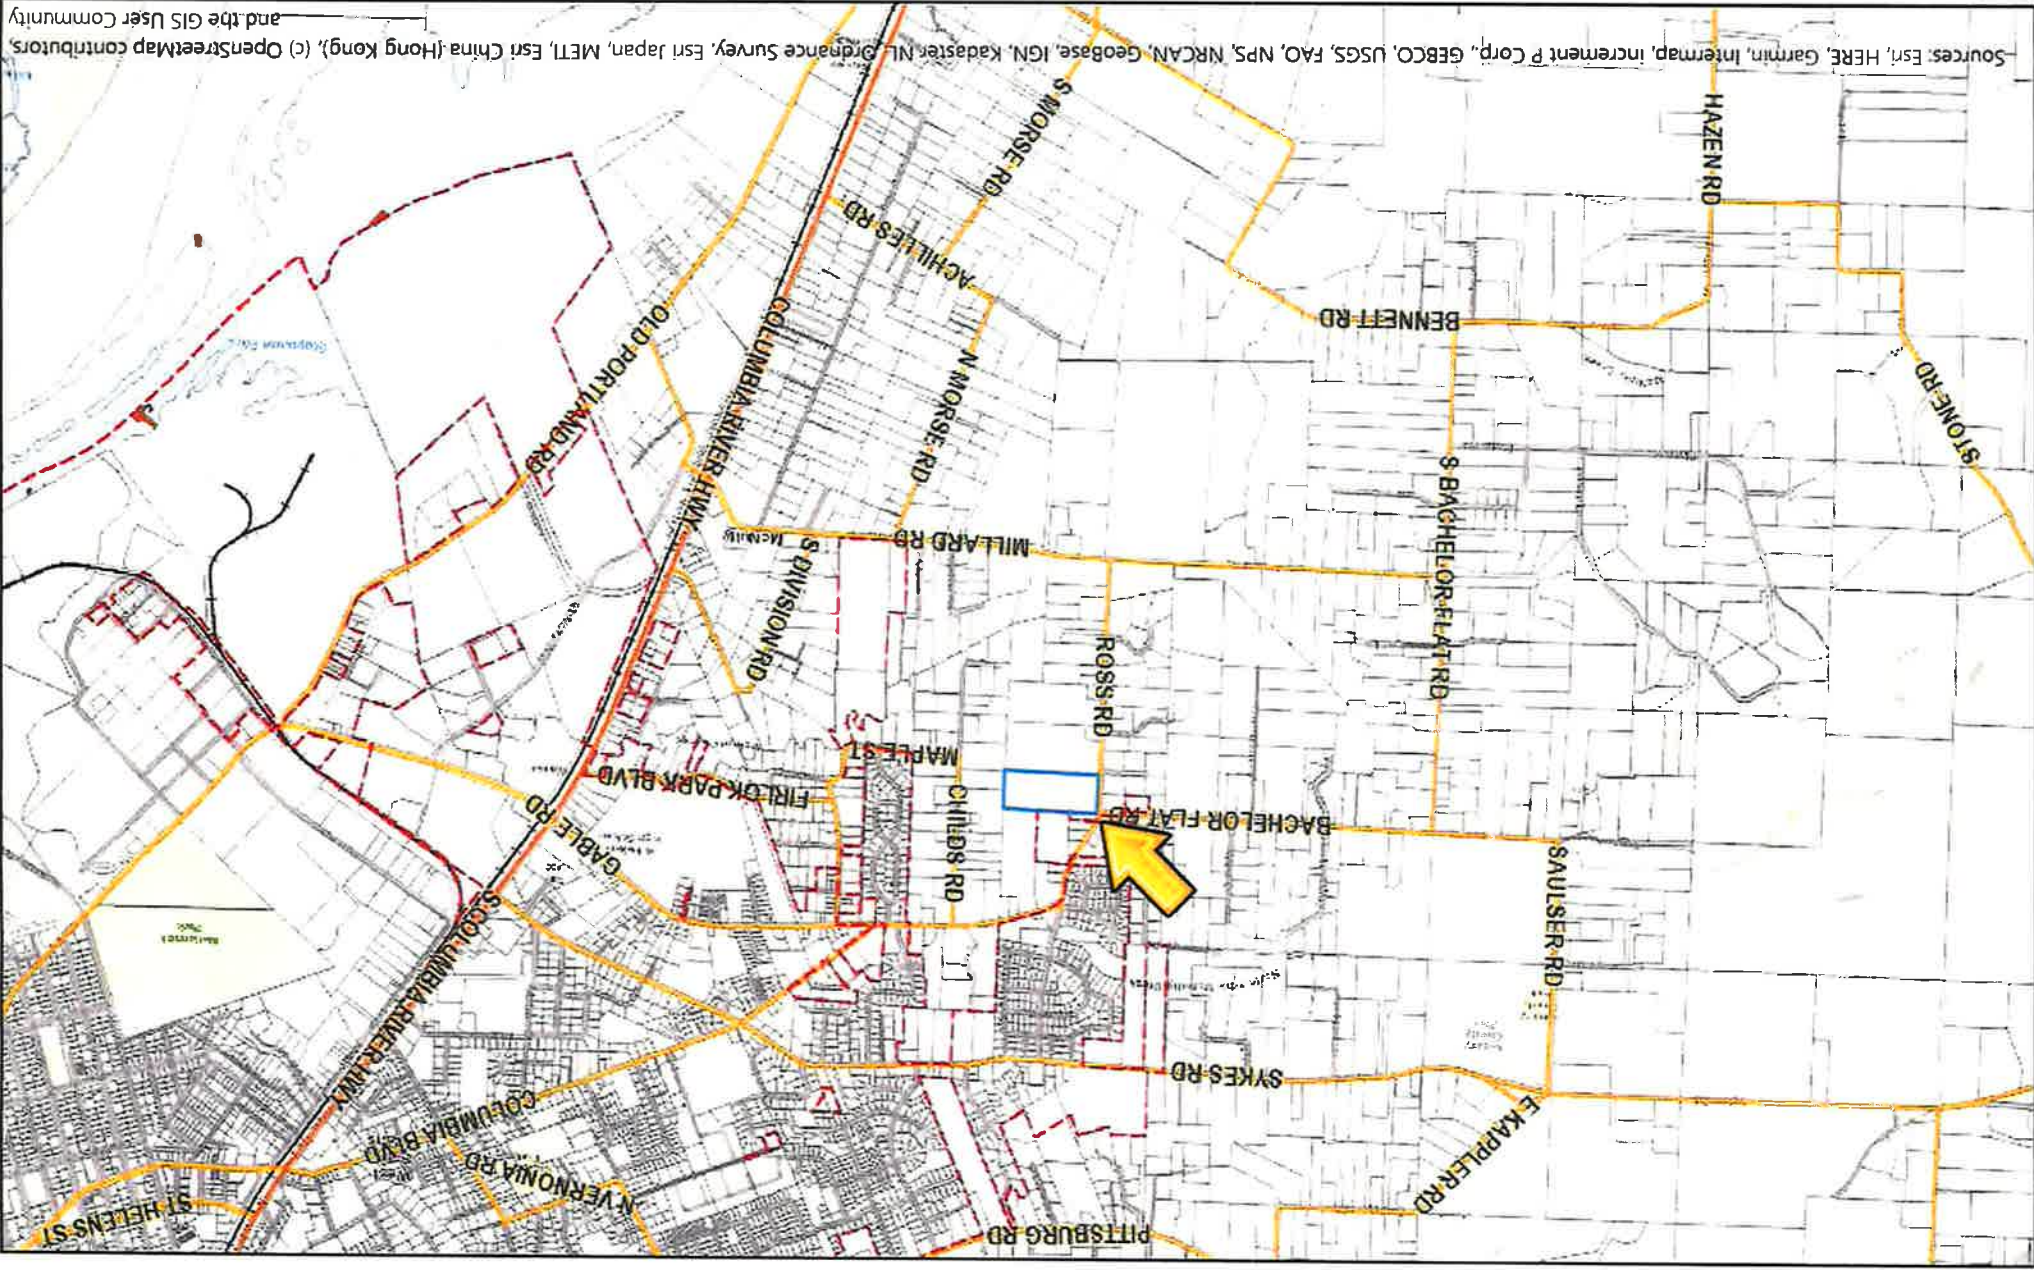 ST HELENS ST
PITTSBURG RD
N VERNONIA RD
COLUMBIA BLVD
E KAPPLER RD
SYKES RD
S COLUMBIA RIVER HWY
SAULSER RD
GABLE RD
CHILDS RD
BACHELOR FLAT RD
FIRLOK PARK BLVD
MAPLE ST
ROSS RD
S BACHELOR FLAT RD
S DIVISION RD
McNulty
MILLARD RD
COLUMBIA RIVER HWY
N MORSE RD
OLD PORTLAND RD
STONE RD
BENNETT RD
ACHILLES RD
S MORSE RD
HAZEN RD
Sources: Esri, HERE, Garmin, Intermap, increment P Corp., GEBCO, USGS, FAO, NPS, NRCAN, GeoBase, IGN, Kadaster NL, Ordnance Survey, Esri Japan, METI, Esri China (Hong Kong), (c) OpenStreetMap contributors,
and the GIS User Community